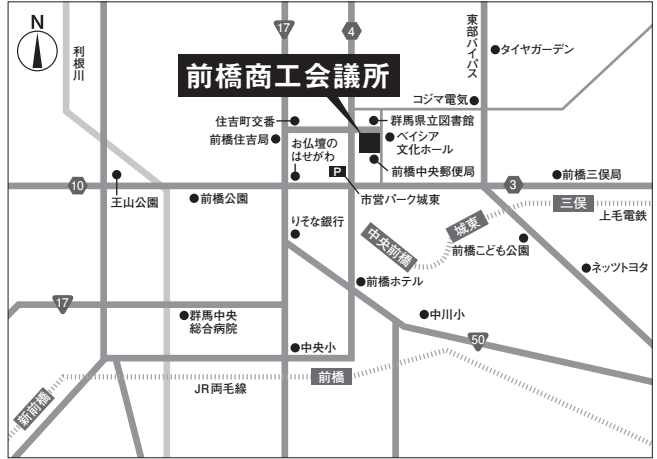 N
利根川
17
4
東部バイパス
タイヤガーデン
前橋商工会議所
コジマ電気
住吉町交番
前橋住吉局
群馬県立図書館
ベイシア
文化ホール
お仏壇の
はせがわ
P
前橋中央郵便局
市営パーク城東
10
王山公園
前橋公園
3
前橋三俣局
三俣
上毛電鉄
りそな銀行
城東
中央前橋
前橋こども公園
ネッツトヨタ
前橋ホテル
17
群馬中央
総合病院
中川小
50
中央小
前橋
JR両毛線
新前橋